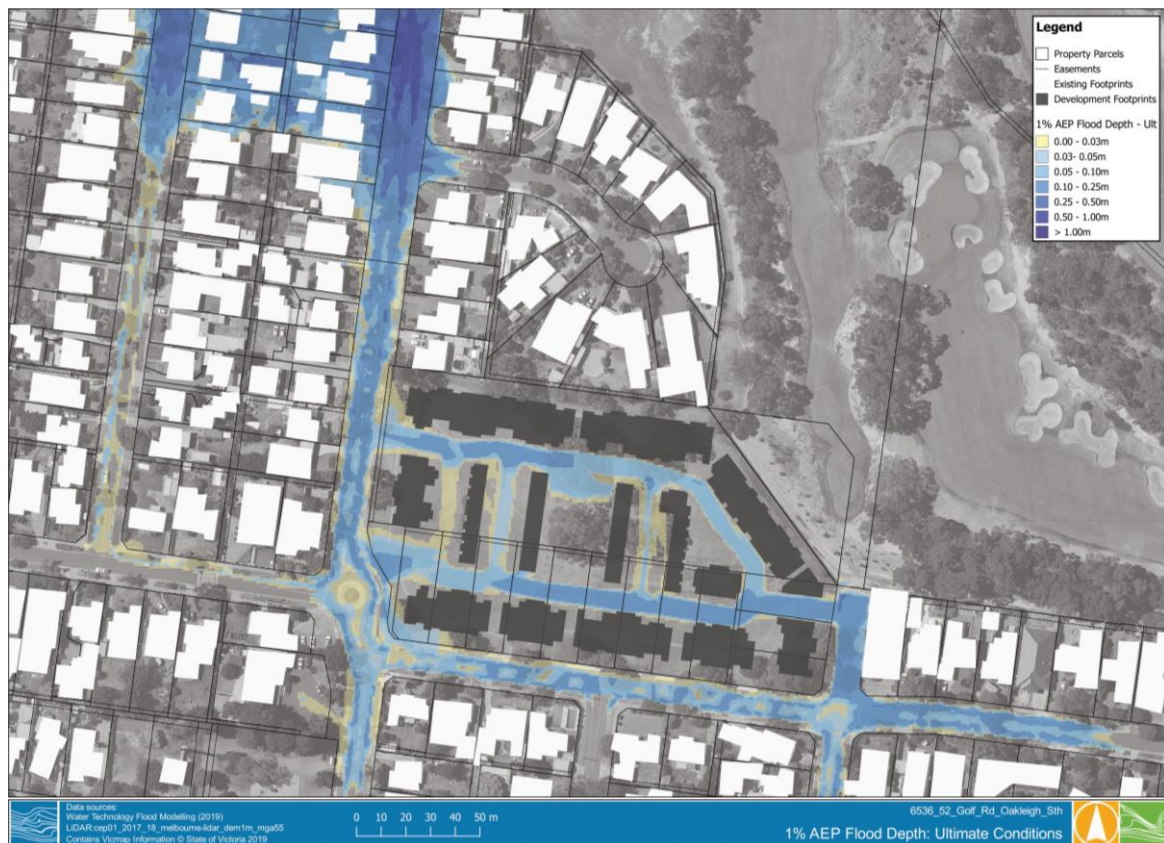 Legend
Property Parcels
Easements
Existing Footprints
Development Footprints
1% AEP Flood Depth - Ult
0.00 - 0.03m
0.03- 0.05m
0.05 - 0.10m
0.10 - 0.25m
0.25 - 0.50m
0.50 - 1.00m
> 1.00m
Data sources:
Water Technology Flood Modelling (2019)
LiDAR:cep01_2017_18_melbourne-lidar_dem1m_mga55
Contains Vicmap Information © State of Victoria 2019
0 10 20 30 40 50 m
6536_52_Golf_Rd_Oakleigh_Sth
1% AEP Flood Depth: Ultimate Conditions